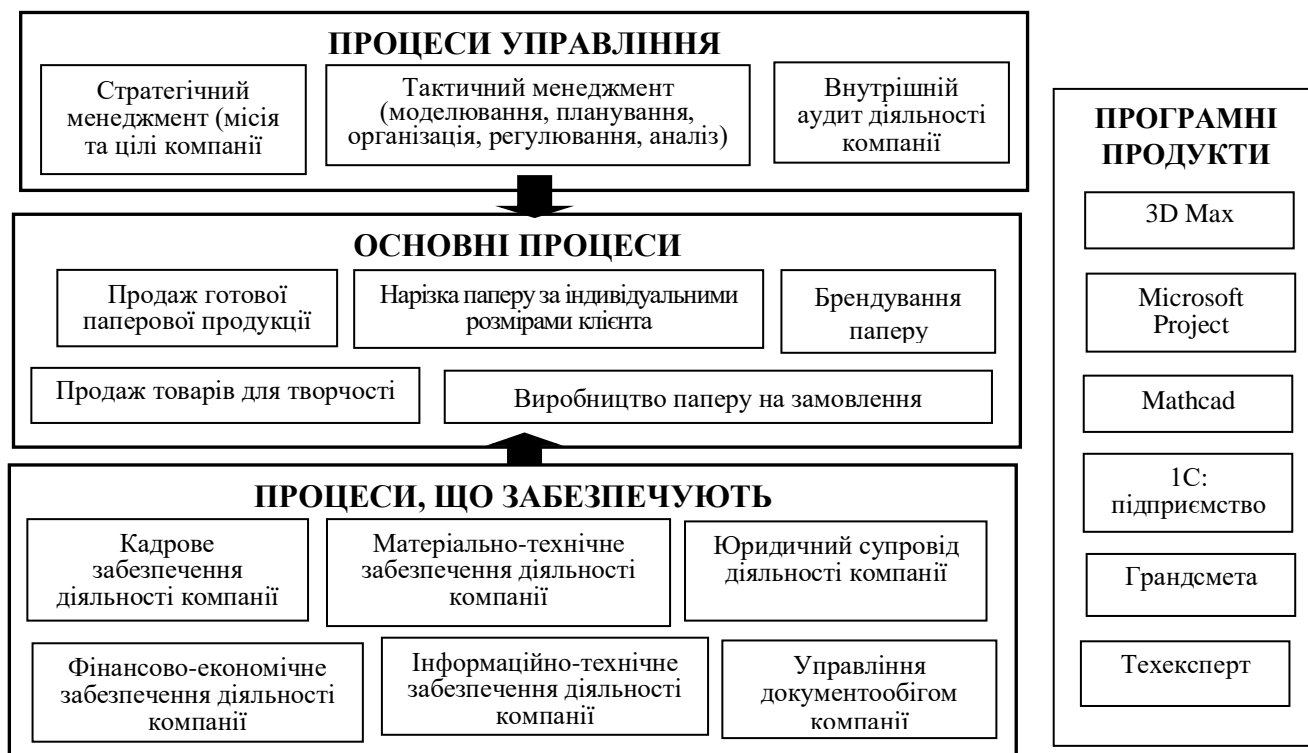 ПРОЦЕСИ УПРАВЛІННЯ
Стратегічний
менеджмент (місія
та цілі компанії
Тактичний менеджмент
(моделювання, планування,
організація, регулювання, аналіз)
Внутрішній
аудит діяльності
компанії
ОСНОВНІ ПРОЦЕСИ
Продаж готової
паперової продукції
Нарізка паперу за індивідуальними
розмірами клієнта
Брендування
паперу
Продаж товарів для творчості
Виробництво паперу на замовлення
ПРОЦЕСИ, ЩО ЗАБЕЗПЕЧУЮТЬ
Кадрове
забезпечення
діяльності компанії
Матеріально-технічне
забезпечення діяльності
компанії
Юридичний супровід
діяльності компанії
Фінансово-економічне
забезпечення діяльності
компанії
Інформаційно-технічне
забезпечення діяльності
компанії
Управління
документообігом
компанії
ПРОГРАМНІ
ПРОДУКТИ
3D Max
Microsoft
Project
Mathcad
1С:
підприємство
Грандсмета
Техексперт